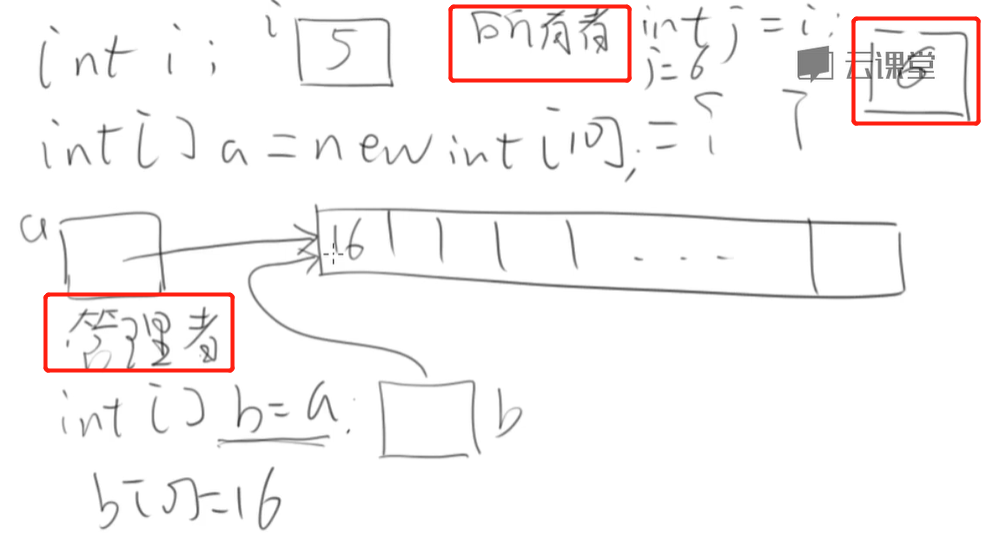 int i; i 5 所有者 int j = i;
j=6 6 云课堂
int[] a = new int[10]; = i j
a 16 ...
管理者
int[] b = a; b
b[0]=16